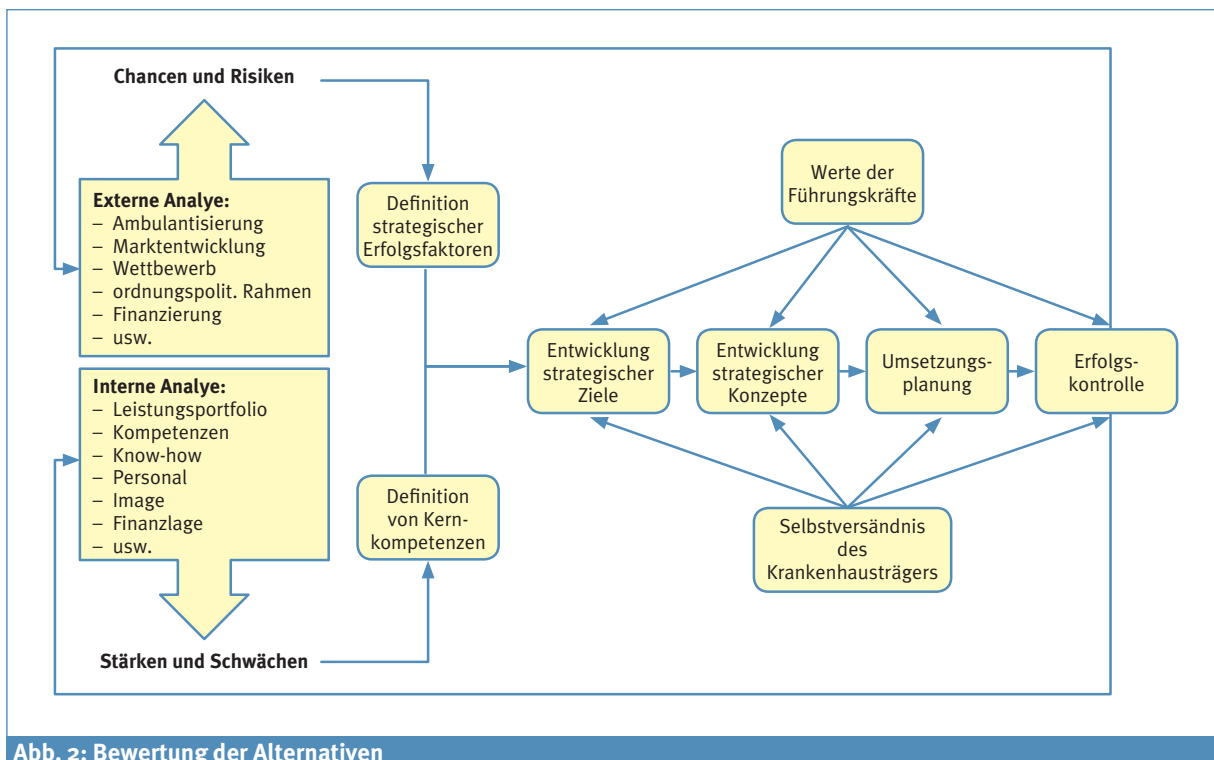 Chancen und Risiken
Externe Analye:
– Ambulantisierung
– Marktentwicklung
– Wettbewerb
– ordnungspolit. Rahmen
– Finanzierung
– usw.
Interne Analye:
– Leistungsportfolio
– Kompetenzen
– Know-how
– Personal
– Image
– Finanzlage
– usw.
Stärken und Schwächen
Definition
strategischer
Erfolgsfaktoren
Definition
von Kern-
kompetenzen
Werte der
Führungskräfte
Entwicklung
strategischer
Ziele
Entwicklung
strategischer
Konzepte
Umsetzungs-
planung
Erfolgs-
kontrolle
Selbstversändnis
des
Krankenhausträgers
Abb. 2: Bewertung der Alternativen